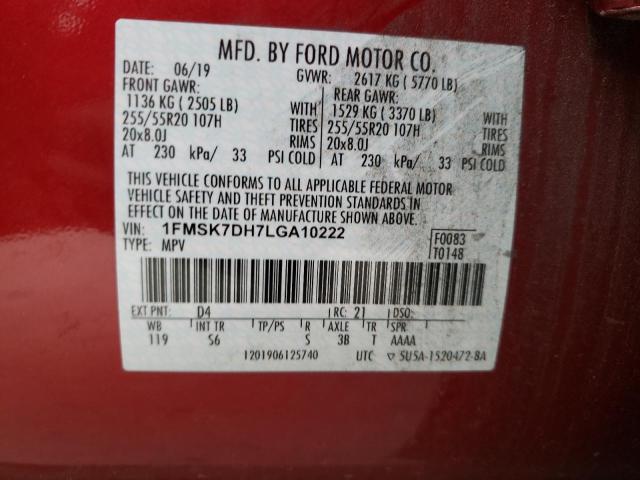 MFD. BY FORD MOTOR CO.
DATE: 06/19 GVWR: 2617 KG ( 5770 LB)
FRONT GAWR: REAR GAWR:
1136 KG ( 2505 LB) WITH 1529 KG ( 3370 LB) WITH
255/55R20 107H TIRES 255/55R20 107H TIRES
20x8.0J RIMS 20x8.0J RIMS
AT 230 kPa/ 33 PSI COLD AT 230 kPa/ 33 PSI COLD
THIS VEHICLE CONFORMS TO ALL APPLICABLE FEDERAL MOTOR
VEHICLE SAFETY AND THEFT PREVENTION STANDARDS IN
EFFECT ON THE DATE OF MANUFACTURE SHOWN ABOVE.
VIN: 1FMSK7DH7LGA10222 F0083
TYPE: MPV T0148
EXT PNT: D4 RC: 21 DSO:
WB INT TR TP/PS R AXLE TR SPR
119 S6 S 3B T AAAA
1201906125740 UTC ▽ 5U5A-1520472-BA